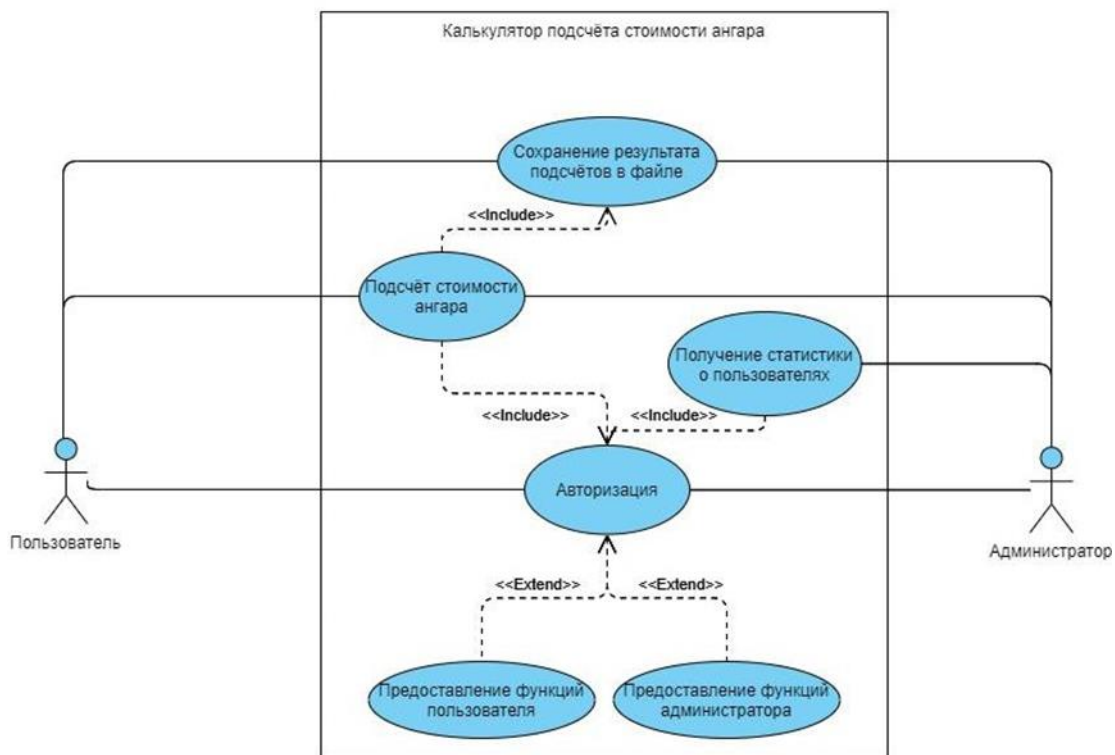 Калькулятор подсчёта стоимости ангара
Сохранение результата
подсчётов в файле
<<Include>>
Подсчёт стоимости
ангара
Получение статистики
о пользователях
<<Include>>
<<Include>>
Авторизация
Пользователь
Администратор
<<Extend>>
<<Extend>>
Предоставление функций
пользователя
Предоставление функций
администратора